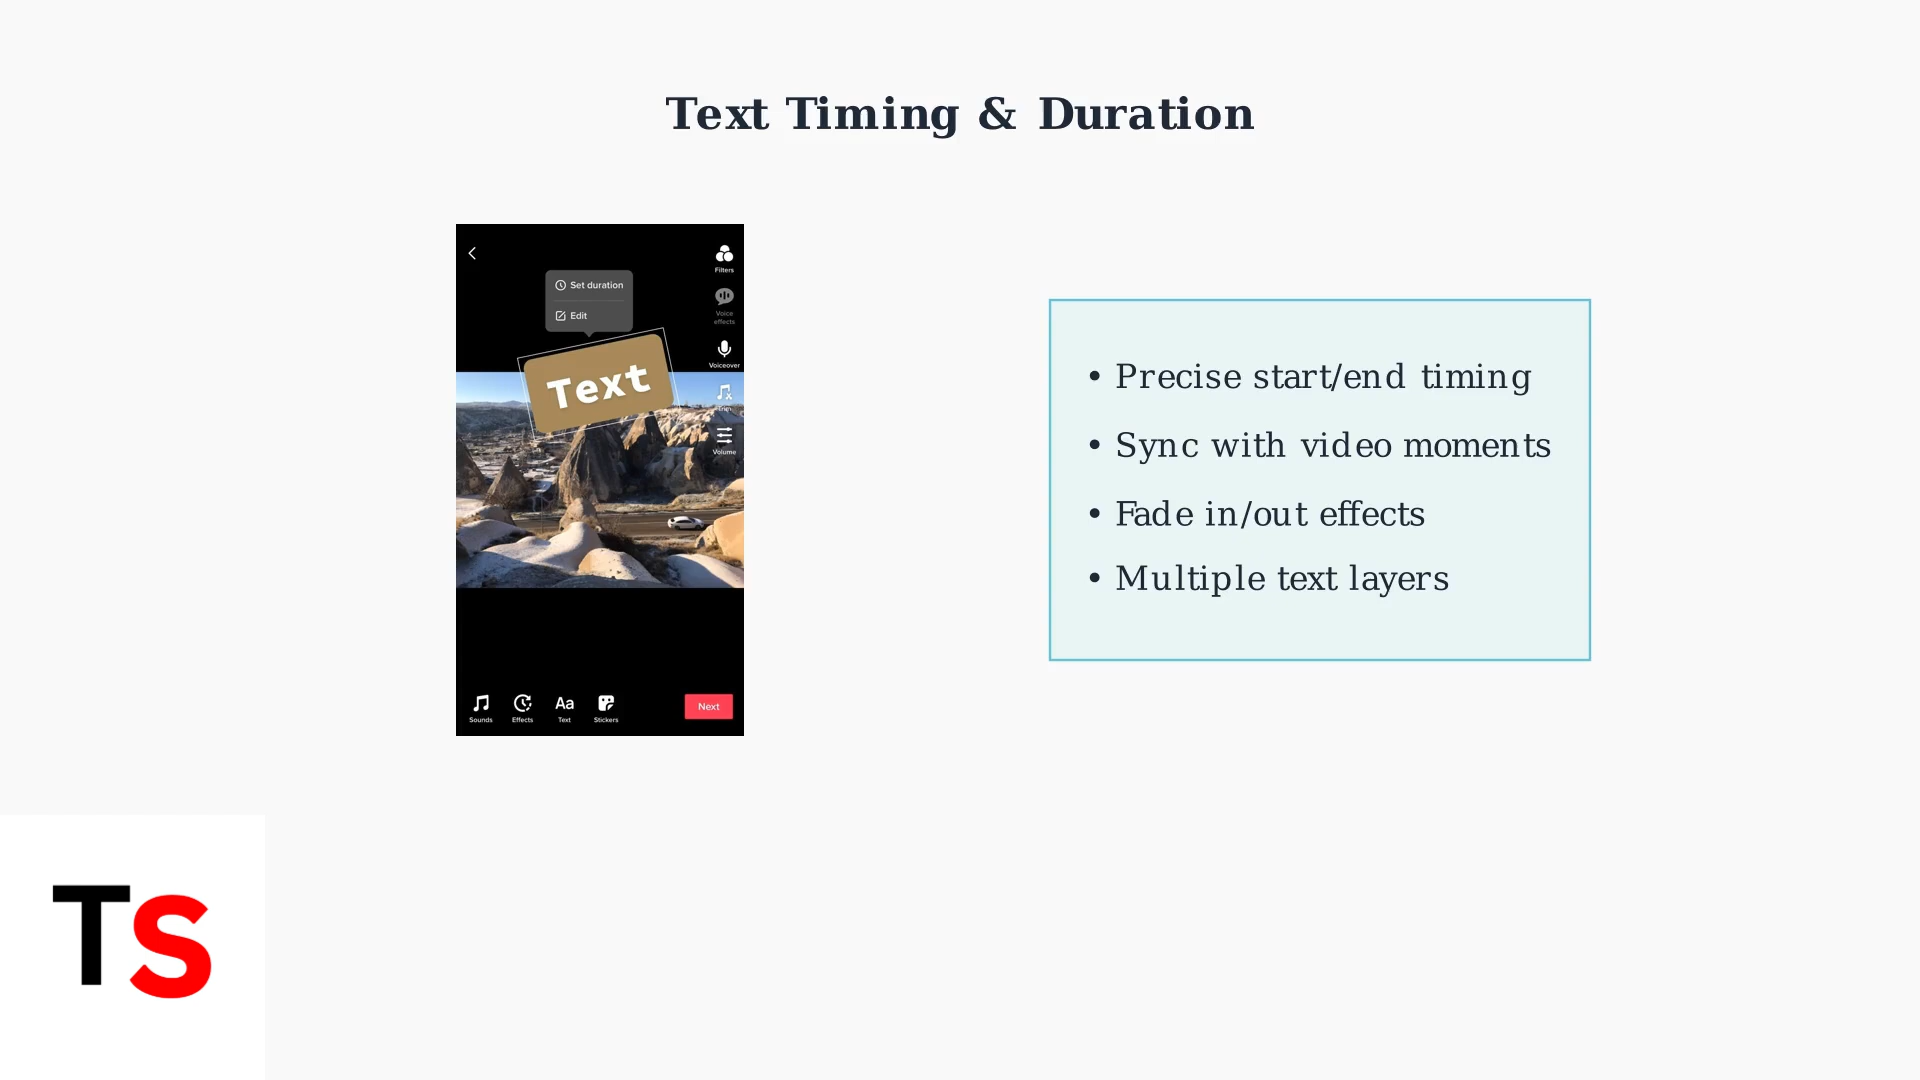 Text Timing & Duration
Filters
Set duration
Voice
effects
Edit
Voiceover
Text
Trim
Volume
Sounds
Effects
Aa
Text
Stickers
Next
• Precise start/end timing
• Sync with video moments
• Fade in/out effects
• Multiple text layers
TS